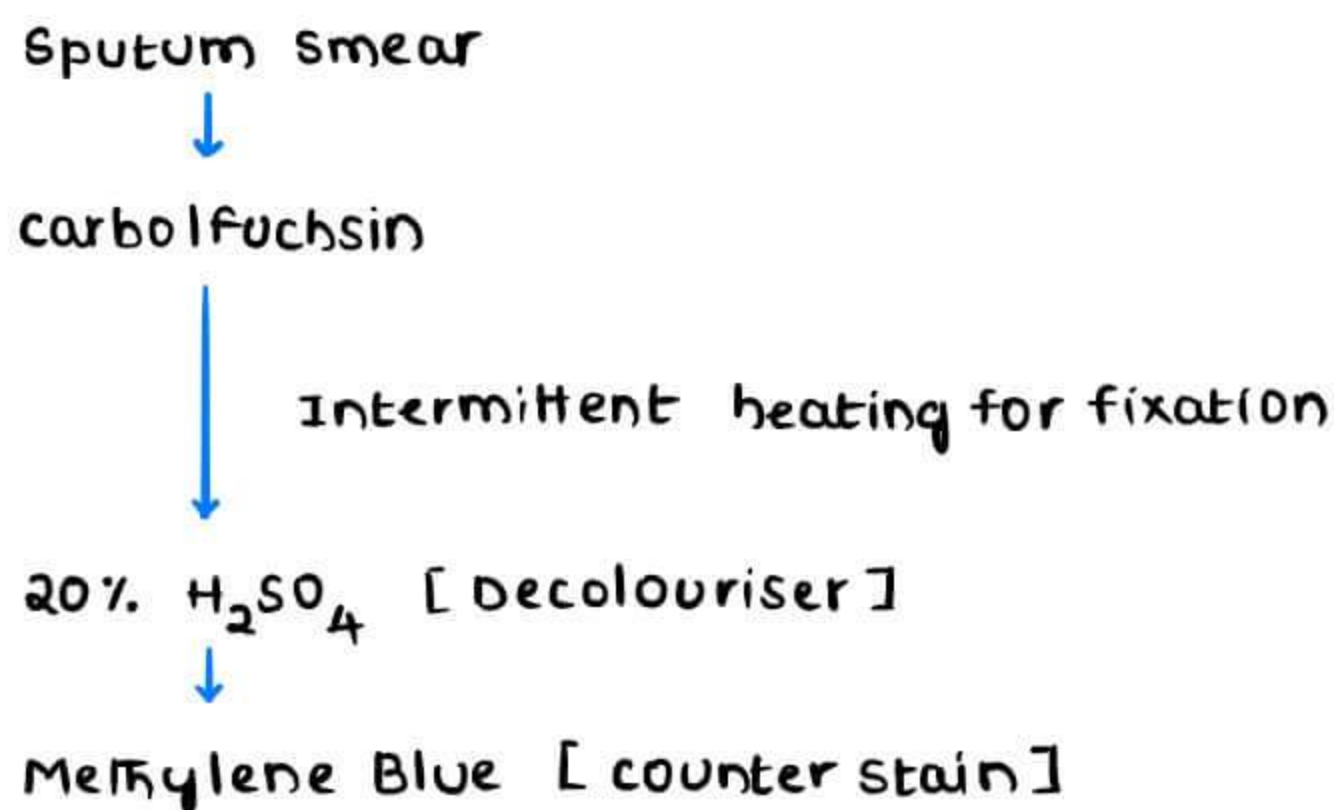 Sputum smear
carbolfuchsin
Intermittent heating for fixation
20% H₂SO₄ [Decolouriser]
Methylene Blue [counter stain]